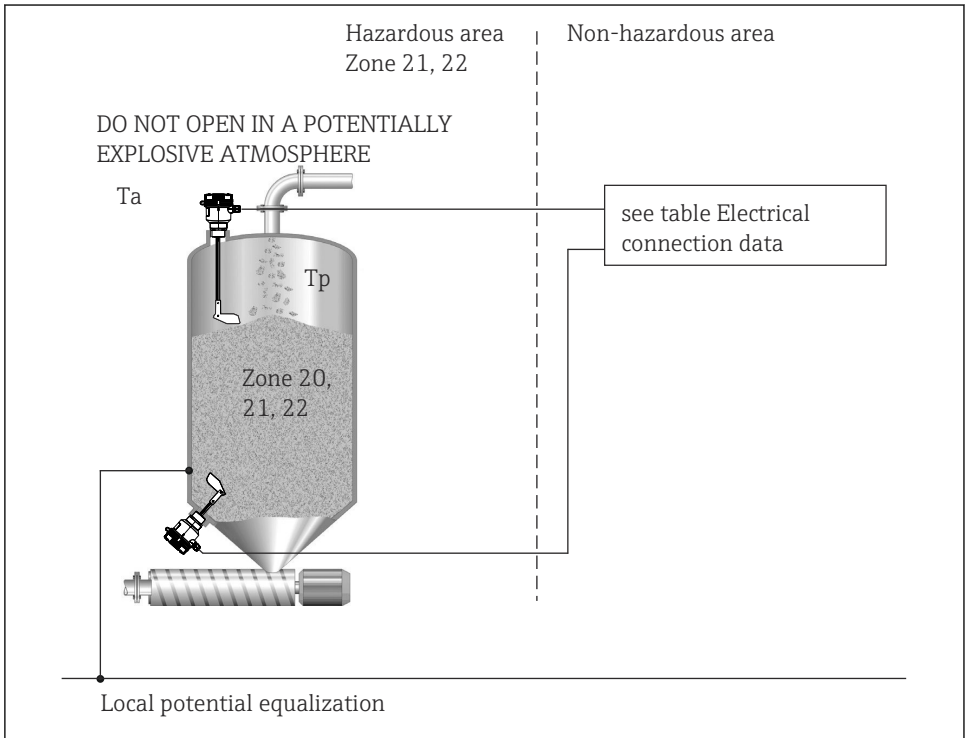 Hazardous area
Zone 21, 22
Non-hazardous area
DO NOT OPEN IN A POTENTIALLY
EXPLOSIVE ATMOSPHERE
Ta
see table Electrical
connection data
Tp
Zone 20,
21, 22
Local potential equalization